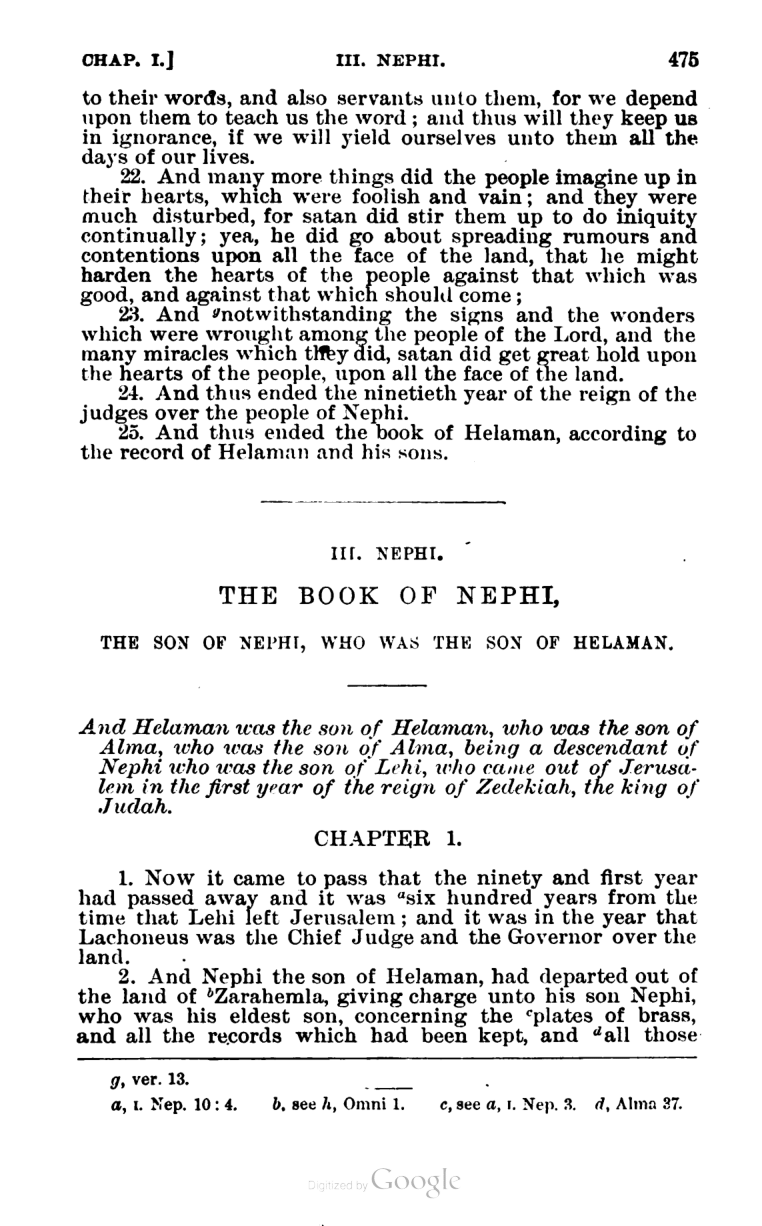 CHAP. I.] III. NEPHI. 475
to their words, and also servants unto them, for we depend
upon them to teach us the word; and thus will they keep us
in ignorance, if we will yield ourselves unto them all the
days of our lives.
22. And many more things did the people imagine up in
their hearts, which were foolish and vain; and they were
much disturbed, for satan did stir them up to do iniquity
continually; yea, he did go about spreading rumours and
contentions upon all the face of the land, that he might
harden the hearts of the people against that which was
good, and against that which should come;
23. And gnotwithstanding the signs and the wonders
which were wrought among the people of the Lord, and the
many miracles which they did, satan did get great hold upon
the hearts of the people, upon all the face of the land.
24. And thus ended the ninetieth year of the reign of the
judges over the people of Nephi.
25. And thus ended the book of Helaman, according to
the record of Helaman and his sons.
III. NEPHI.
THE BOOK OF NEPHI,
THE SON OF NEPHI, WHO WAS THE SON OF HELAMAN.
And Helaman was the son of Helaman, who was the son of
Alma, who was the son of Alma, being a descendant of
Nephi who was the son of Lehi, who came out of Jerusa-
lem in the first year of the reign of Zedekiah, the king of
Judah.
CHAPTER 1.
1. Now it came to pass that the ninety and first year
had passed away and it was asix hundred years from the
time that Lehi left Jerusalem; and it was in the year that
Lachoneus was the Chief Judge and the Governor over the
land.
2. And Nephi the son of Helaman, had departed out of
the land of bZarahemla, giving charge unto his son Nephi,
who was his eldest son, concerning the cplates of brass,
and all the records which had been kept, and dall those
g, ver. 13.
a, I. Nep. 10:4. b, see h, Omni 1. c, see a, I. Nep. 3. d, Alma 37.
Digitized by Google